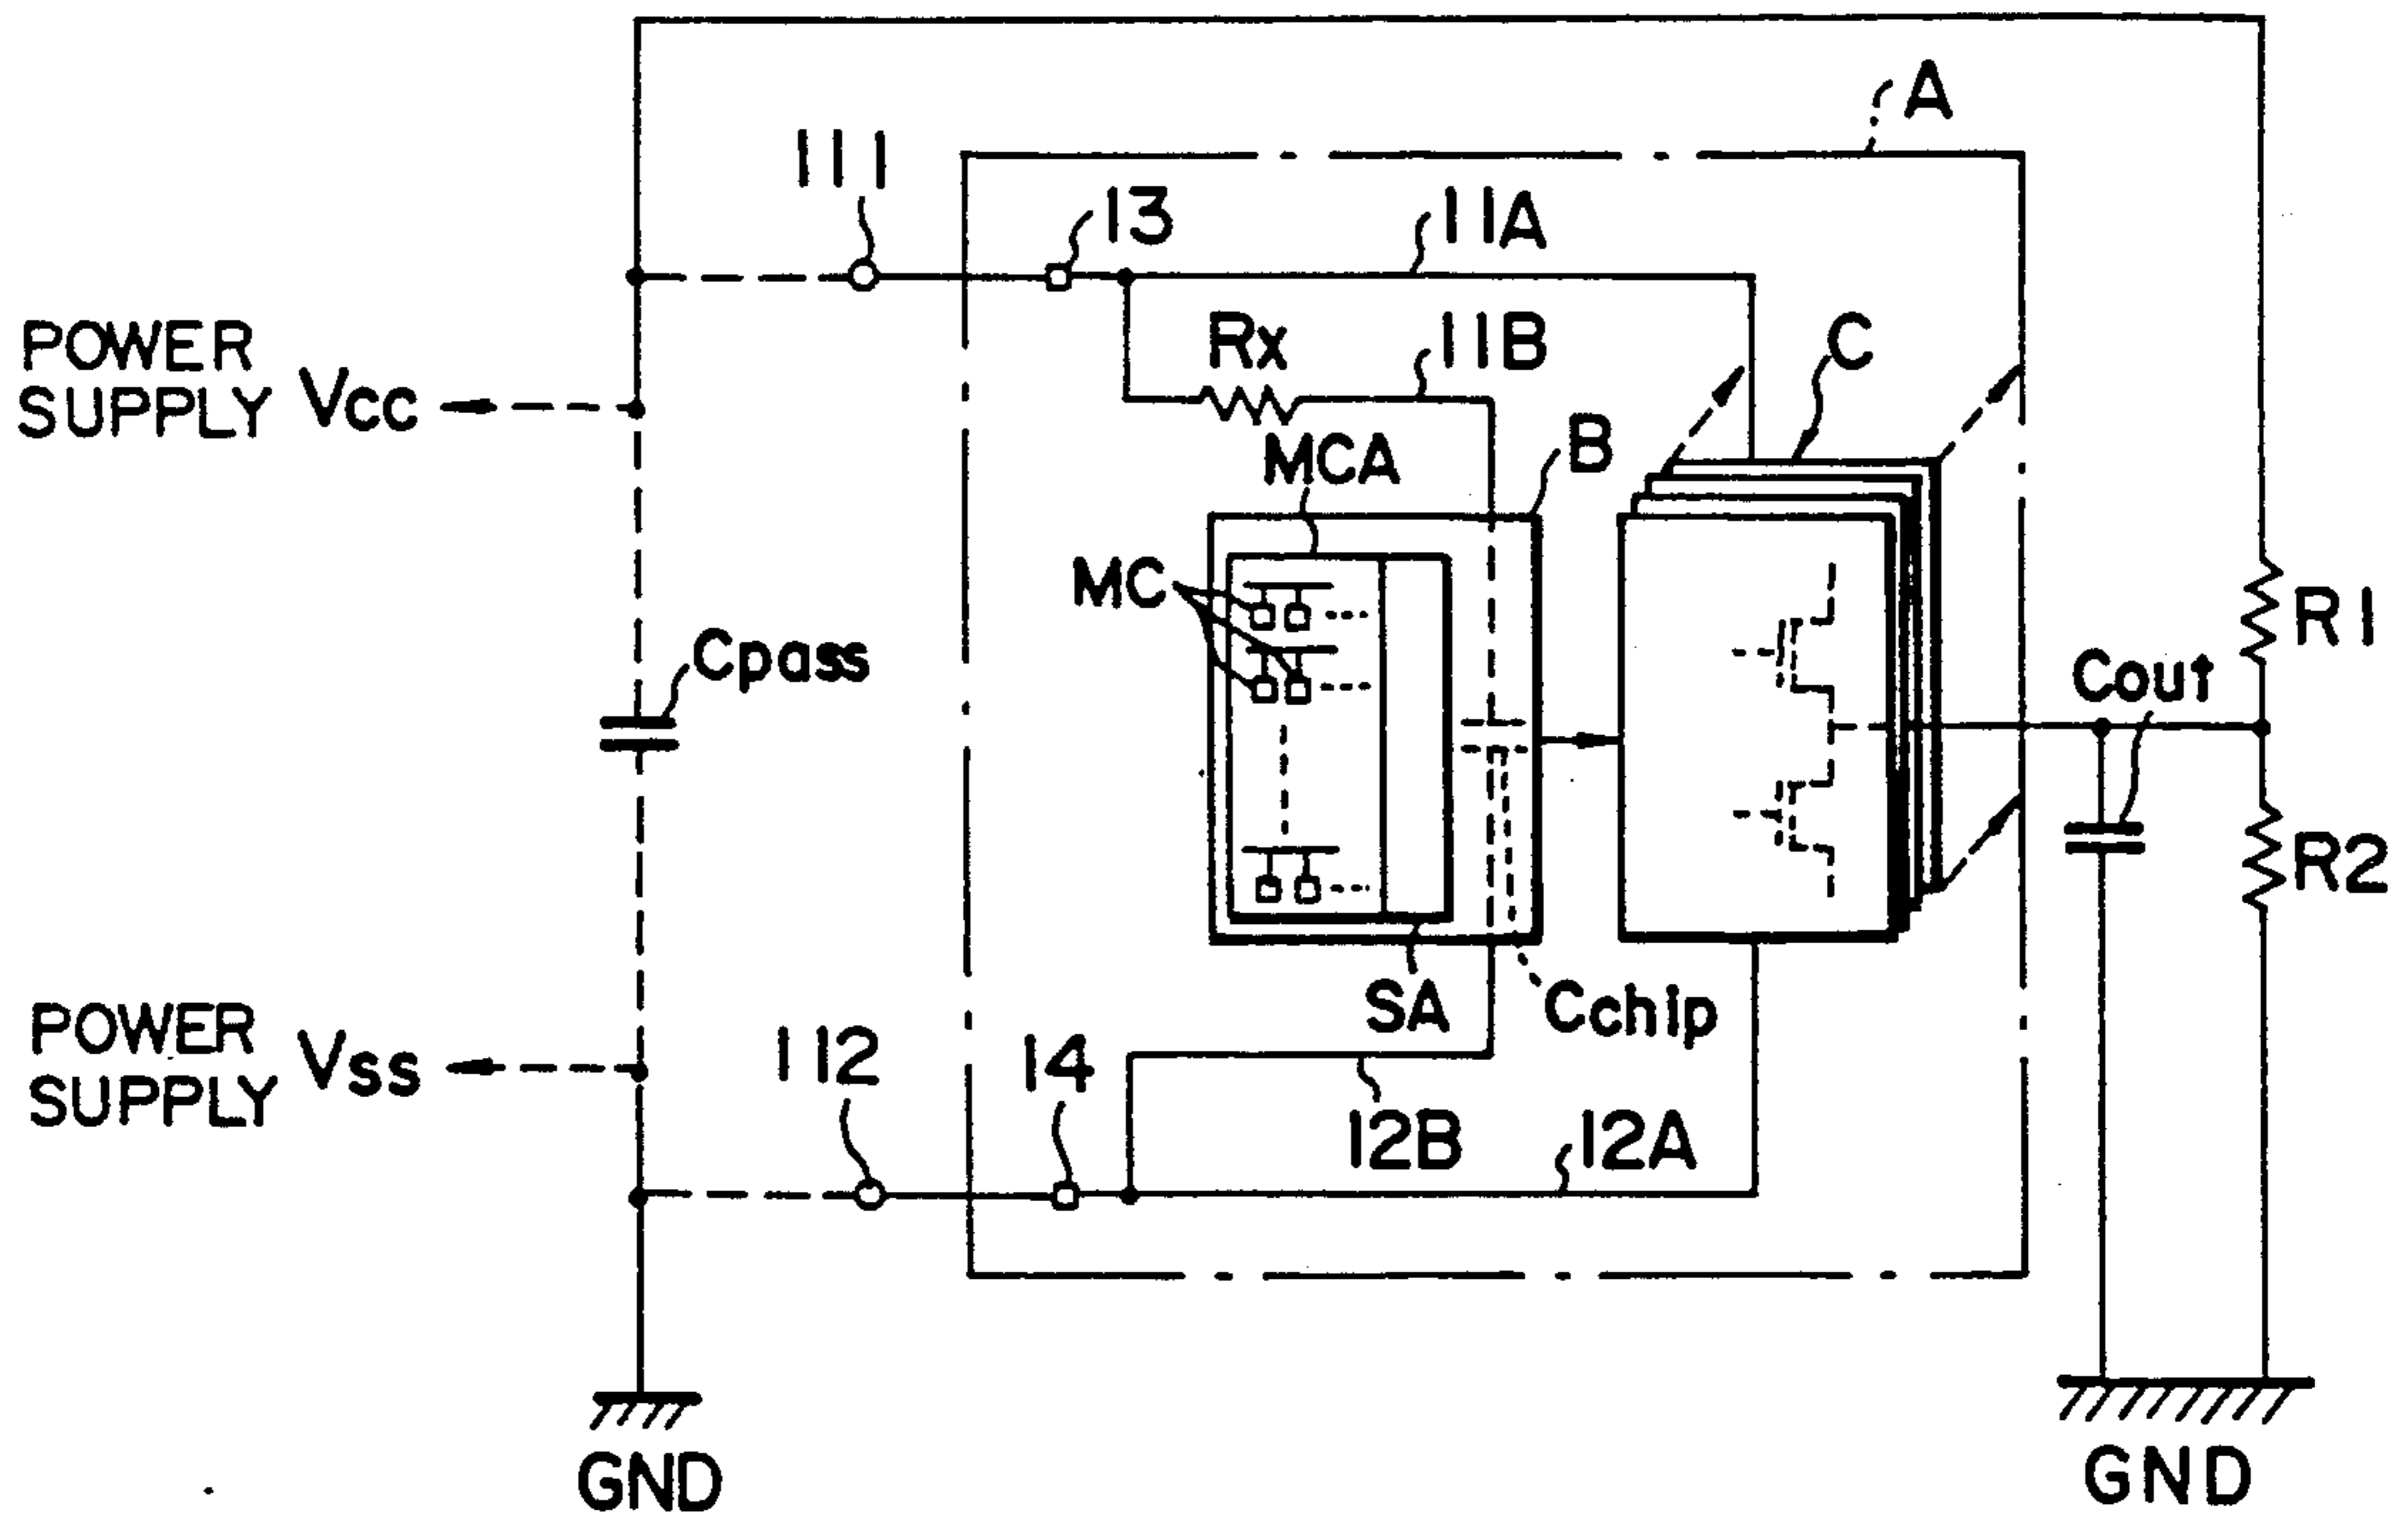 A
111
13
11A
POWER
SUPPLY Vcc
Rx
11B
C
MCA
B
MC
Cpass
R1
Cout
R2
SA
Cchip
POWER
SUPPLY Vss
112
14
12B
12A
GND
GND